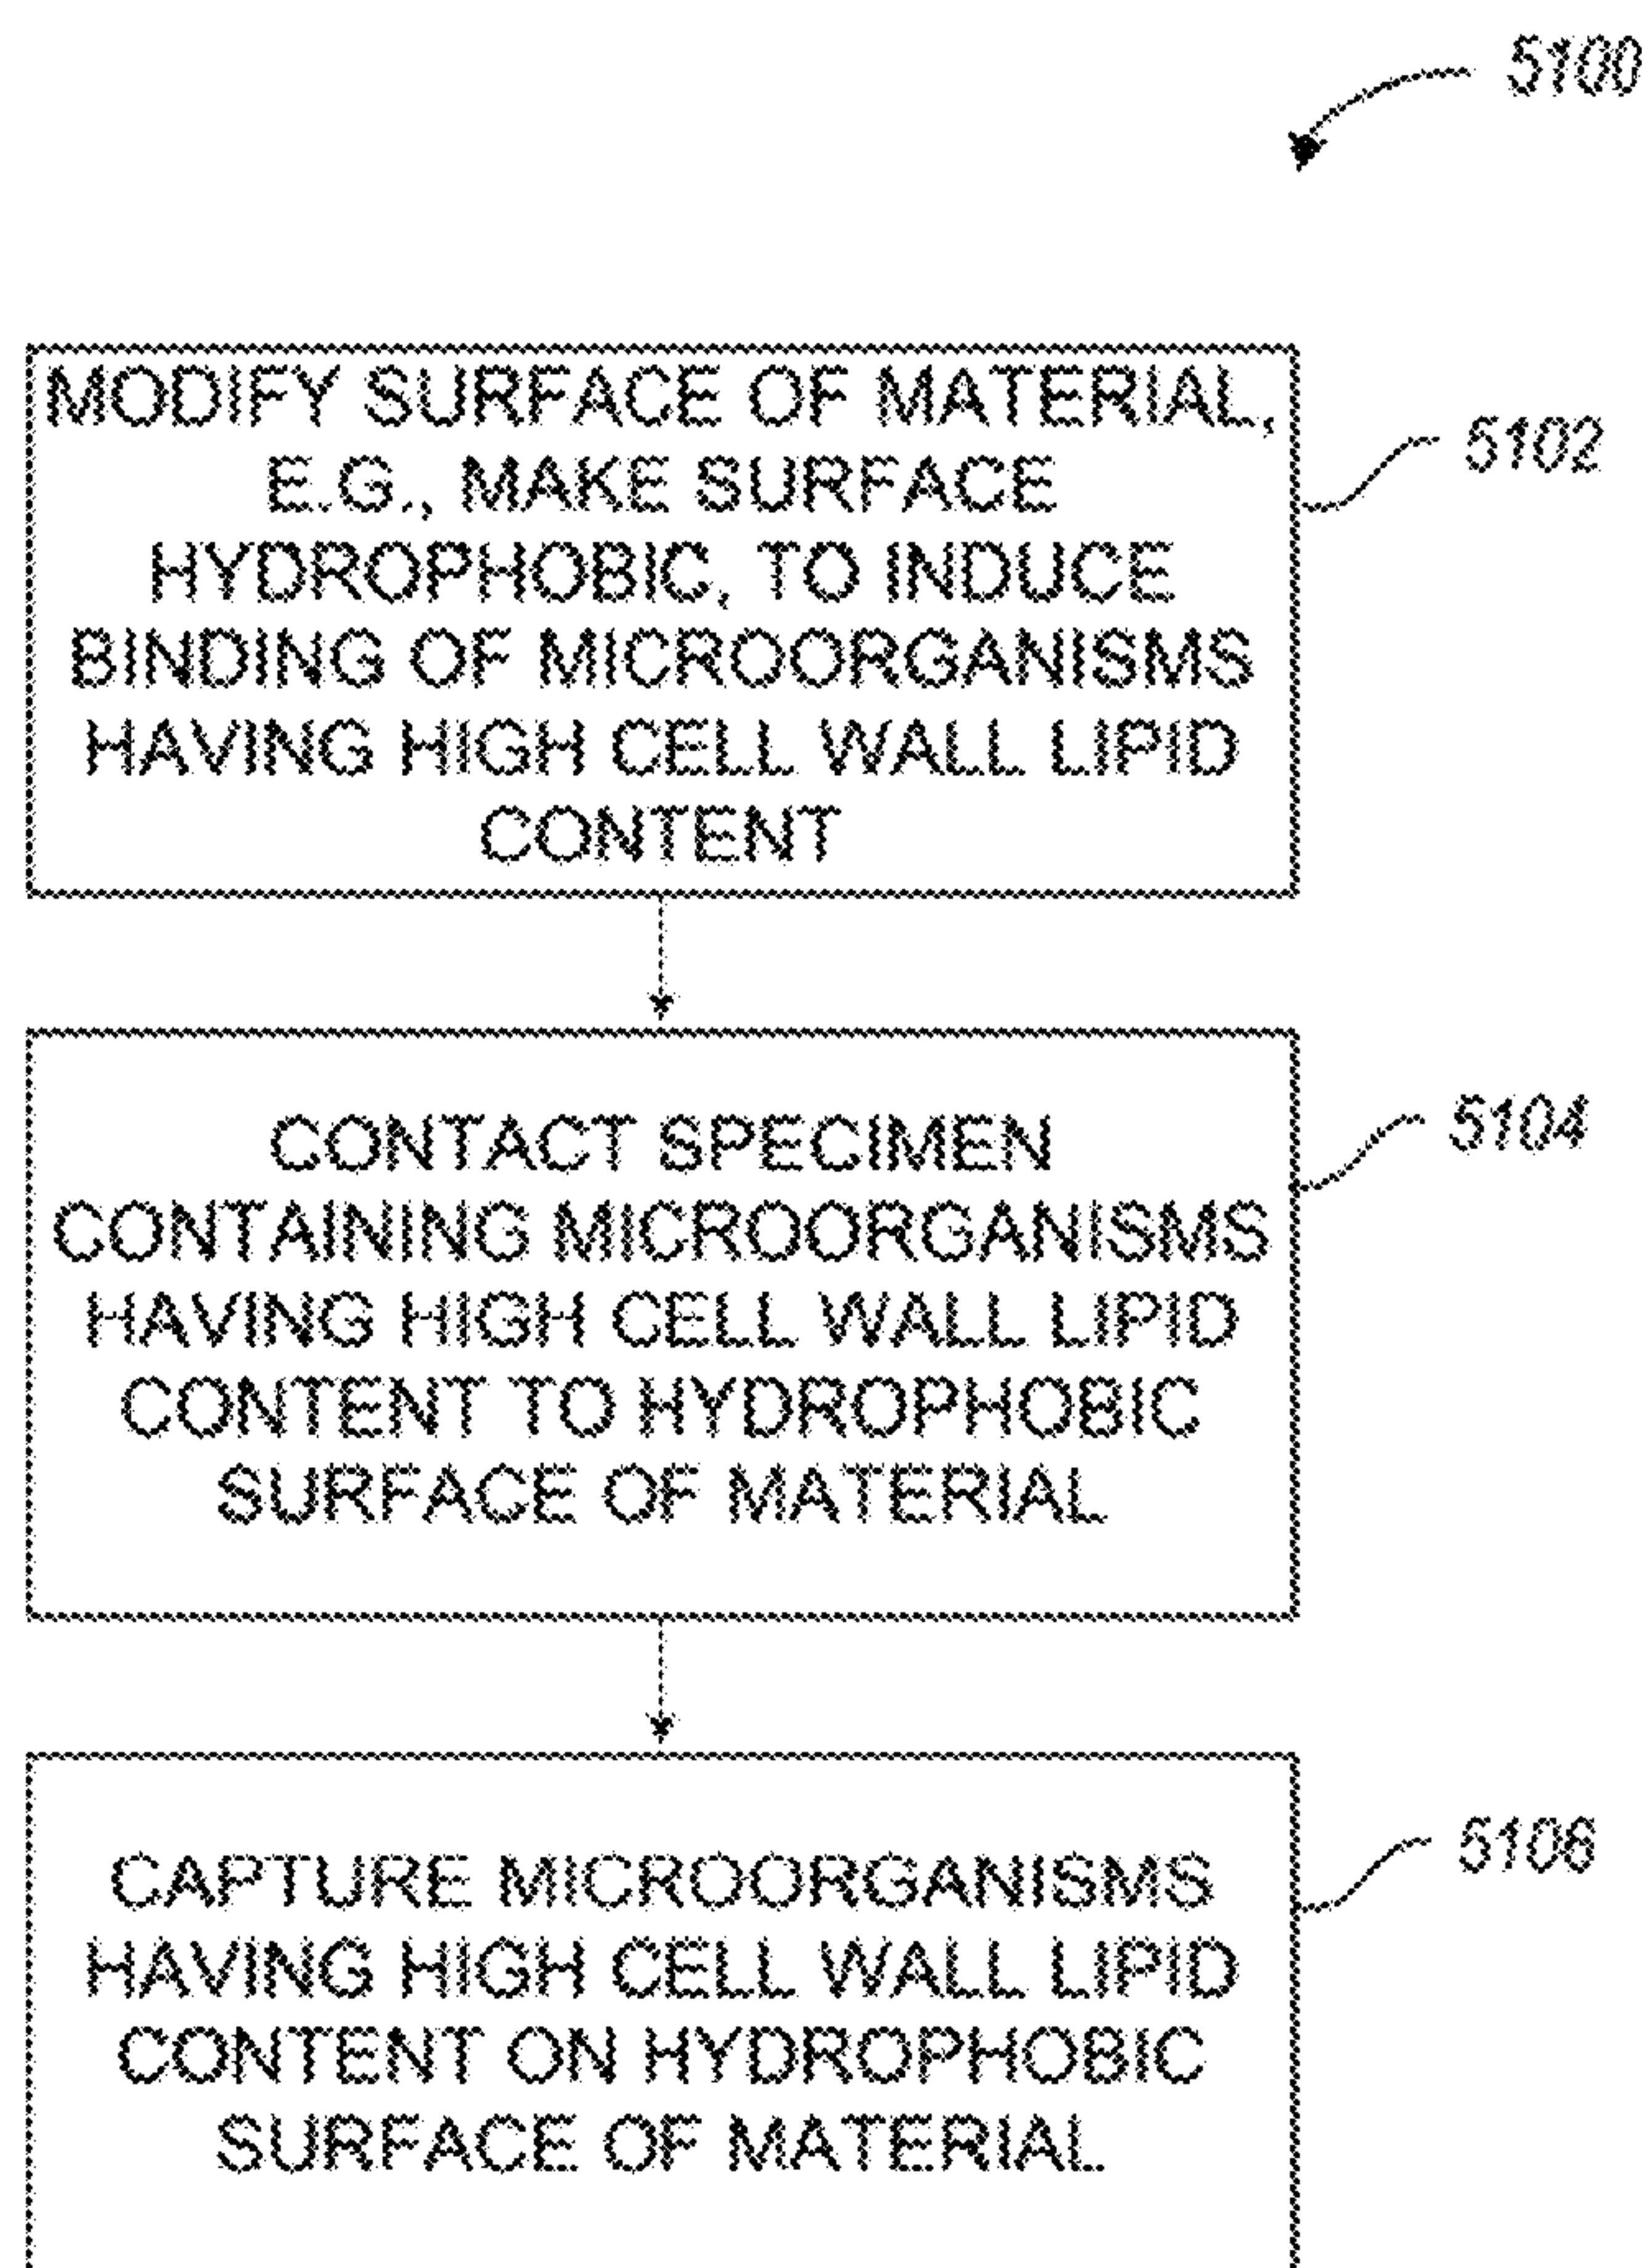 5100
MODIFY SURFACE OF MATERIAL,
E.G., MAKE SURFACE
HYDROPHOBIC, TO INDUCE
BINDING OF MICROORGANISMS
HAVING HIGH CELL WALL LIPID
CONTENT
5102
CONTACT SPECIMEN
CONTAINING MICROORGANISMS
HAVING HIGH CELL WALL LIPID
CONTENT TO HYDROPHOBIC
SURFACE OF MATERIAL
5104
CAPTURE MICROORGANISMS
HAVING HIGH CELL WALL LIPID
CONTENT ON HYDROPHOBIC
SURFACE OF MATERIAL
5106